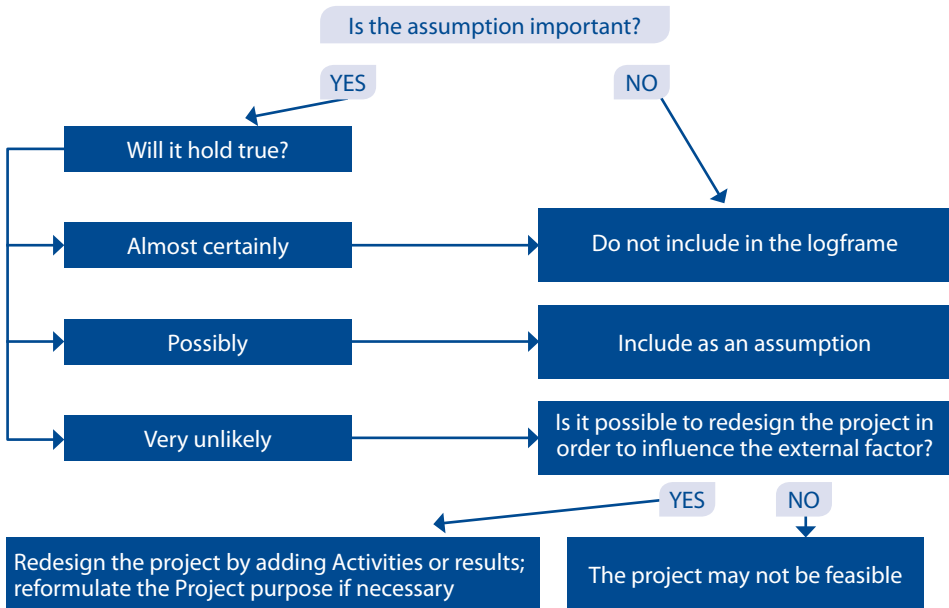 Is the assumption important?
YES
NO
Will it hold true?
Almost certainly
Do not include in the logframe
Possibly
Include as an assumption
Very unlikely
Is it possible to redesign the project in
order to influence the external factor?
YES
NO
Redesign the project by adding Activities or results;
reformulate the Project purpose if necessary
The project may not be feasible